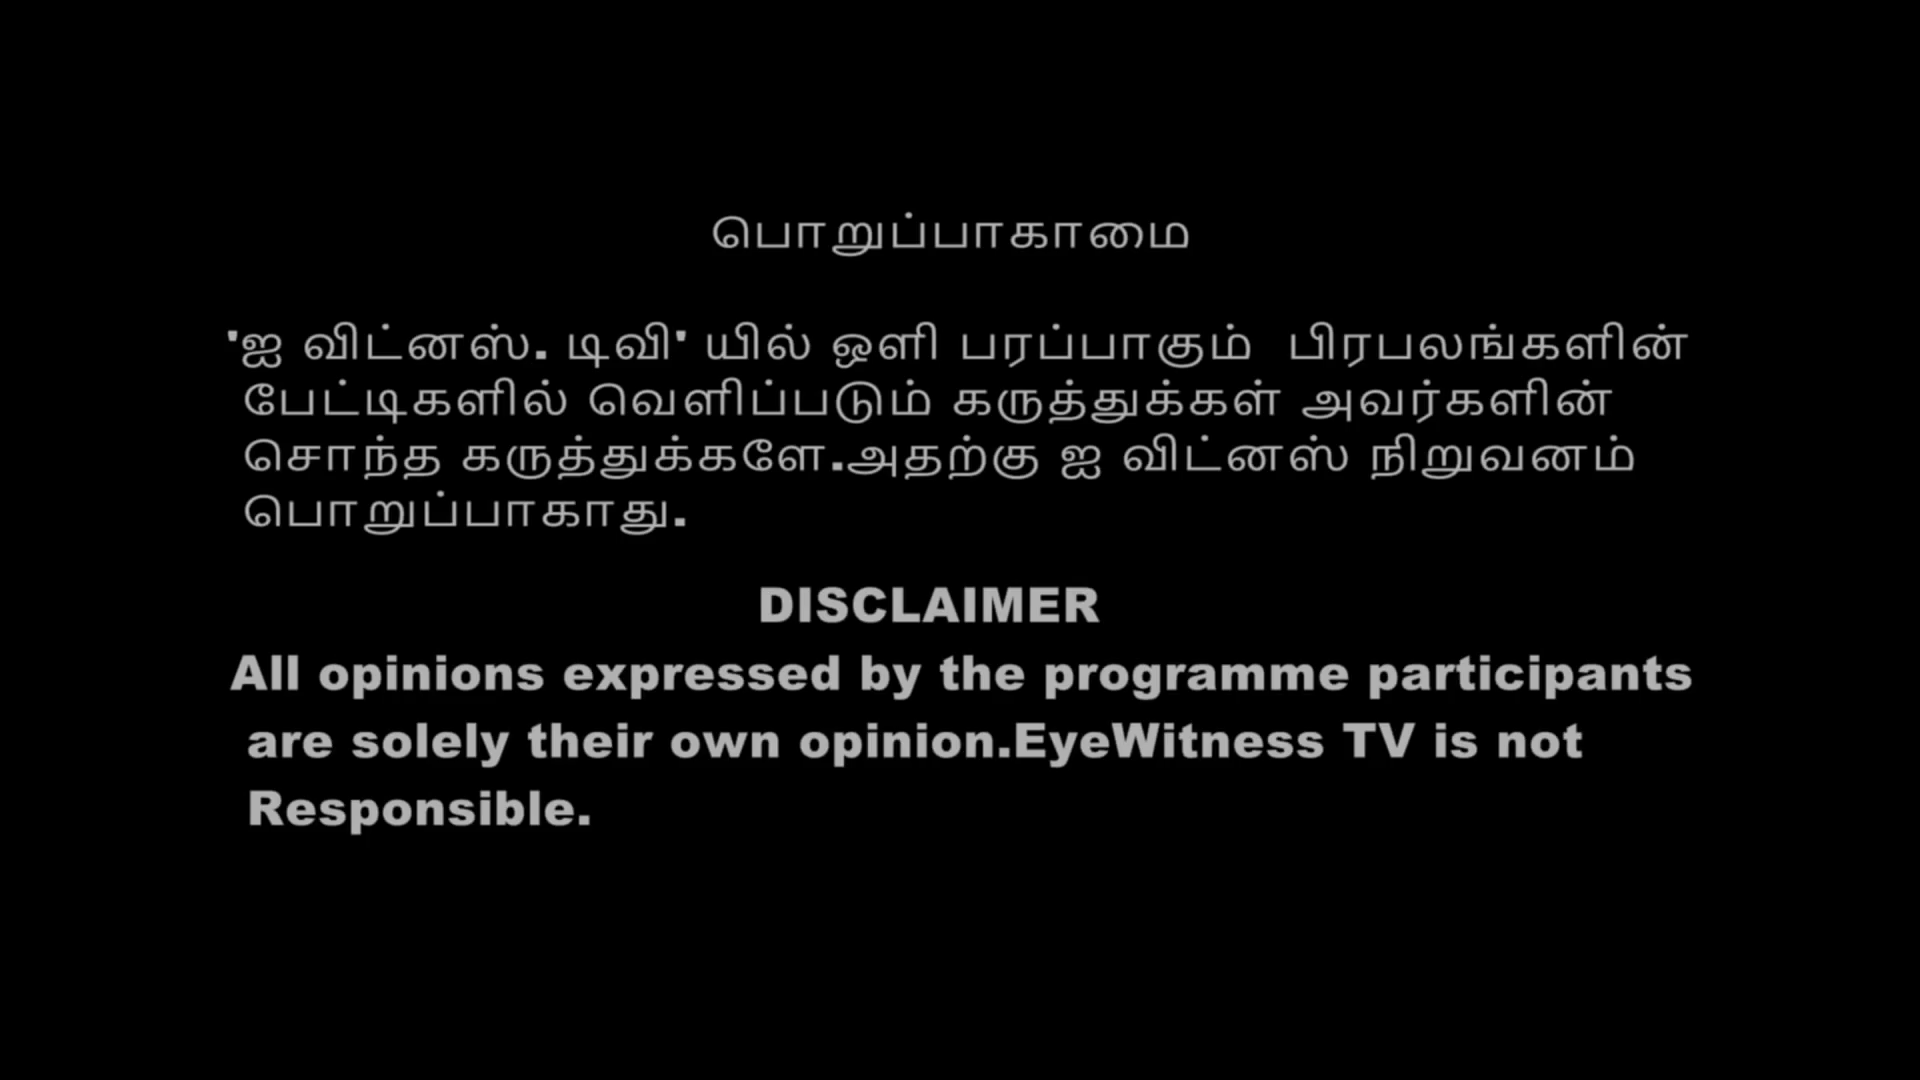 பொறுப்பாகாமை
'ஐ விட்னஸ். டிவி' யில் ஒளி பரப்பாகும் பிரபலங்களின்
பேட்டிகளில் வெளிப்படும் கருத்துக்கள் அவர்களின்
சொந்த கருத்துக்களே.அதற்கு ஐ விட்னஸ் நிறுவனம்
பொறுப்பாகாது.
DISCLAIMER
All opinions expressed by the programme participants
are solely their own opinion.EyeWitness TV is not
Responsible.